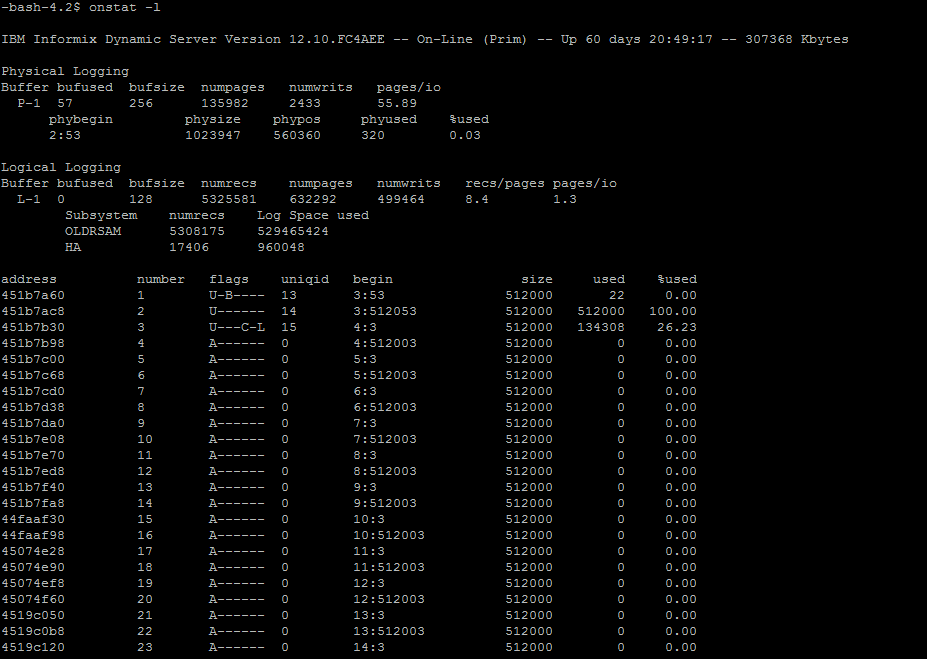 -bash-4.2$ onstat -l
IBM Informix Dynamic Server Version 12.10.FC4AEE -- On-Line (Prim) -- Up 60 days 20:49:17 -- 307368 Kbytes
Physical Logging
Buffer bufused  bufsize  numpages   numwrits   pages/io
  P-1  57       256      135982     2433       55.89
      phybegin         physize    phypos     phyused    %used
      2:53             1023947    560360     320        0.03
Logical Logging
Buffer bufused  bufsize  numrecs    numpages   numwrits   recs/pages pages/io
  L-1  0        128      5325581    632292     499464     8.4        1.3
        Subsystem    numrecs    Log Space used
        OLDRSAM      5308175    529465424
        HA           17406      960048
address          number   flags    uniqid   begin                size     used    %used
451b7a60         1        U-B----  13       3:53               512000       22     0.00
451b7ac8         2        U------  14       3:512053           512000   512000   100.00
451b7b30         3        U---C-L  15       4:3                512000   134308    26.23
451b7b98         4        A------  0        4:512003           512000        0     0.00
451b7c00         5        A------  0        5:3                512000        0     0.00
451b7c68         6        A------  0        5:512003           512000        0     0.00
451b7cd0         7        A------  0        6:3                512000        0     0.00
451b7d38         8        A------  0        6:512003           512000        0     0.00
451b7da0         9        A------  0        7:3                512000        0     0.00
451b7e08         10       A------  0        7:512003           512000        0     0.00
451b7e70         11       A------  0        8:3                512000        0     0.00
451b7ed8         12       A------  0        8:512003           512000        0     0.00
451b7f40         13       A------  0        9:3                512000        0     0.00
451b7fa8         14       A------  0        9:512003           512000        0     0.00
44faaf30         15       A------  0        10:3               512000        0     0.00
44faaf98         16       A------  0        10:512003          512000        0     0.00
45074e28         17       A------  0        11:3               512000        0     0.00
45074e90         18       A------  0        11:512003          512000        0     0.00
45074ef8         19       A------  0        12:3               512000        0     0.00
45074f60         20       A------  0        12:512003          512000        0     0.00
4519c050         21       A------  0        13:3               512000        0     0.00
4519c0b8         22       A------  0        13:512003          512000        0     0.00
4519c120         23       A------  0        14:3               512000        0     0.00